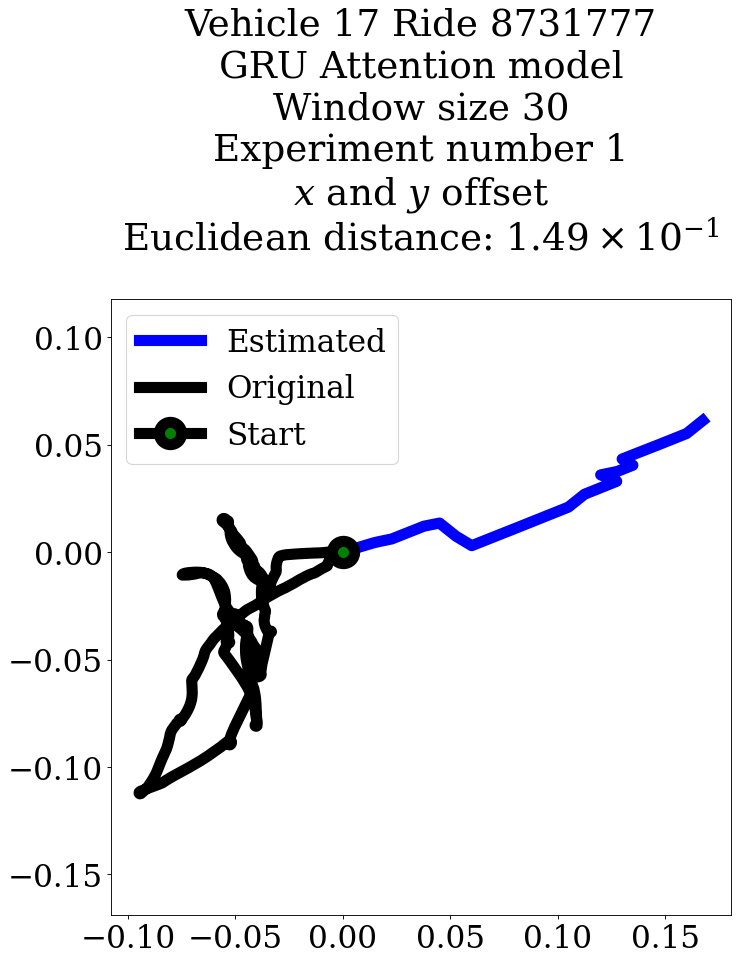 Vehicle 17 Ride 8731777
GRU Attention model
Window size 30
Experiment number 1
x and y offset
Euclidean distance: 1.49 × 10⁻¹
Estimated
Original
Start
0.10
0.05
0.00
−0.05
−0.10
−0.15
−0.10 −0.05 0.00 0.05 0.10 0.15